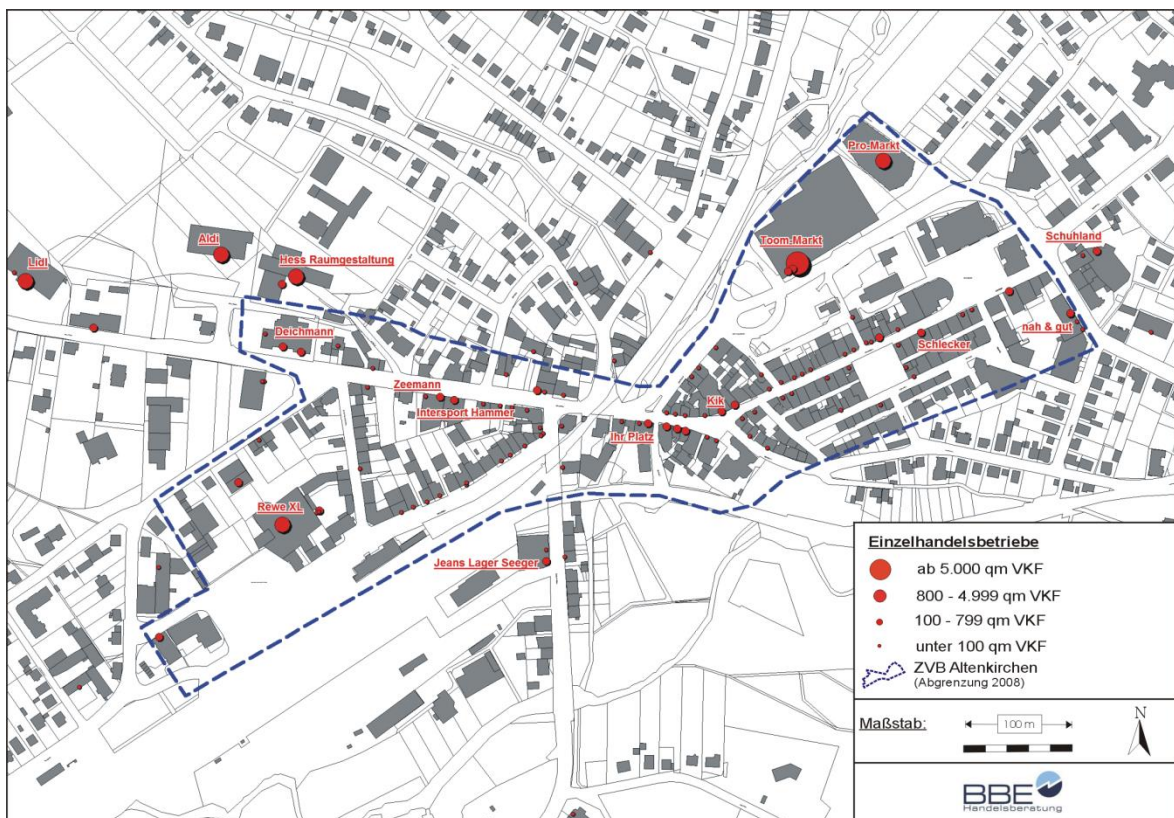 Pro-Markt
Toom Markt
Schuhland
Aldi
Hess Raumgestaltung
Lidl
Deichmann
nah & gut
Schlecker
Zeemann
Intersport Hammer
Kik
Ihr Platz
Rewe XL
Jeans Lager Seeger
Einzelhandelsbetriebe
ab 5.000 qm VKF
800 - 4.999 qm VKF
100 - 799 qm VKF
unter 100 qm VKF
ZVB Altenkirchen
(Abgrenzung 2008)
Maßstab:
100 m
N
BBE
Handelsberatung